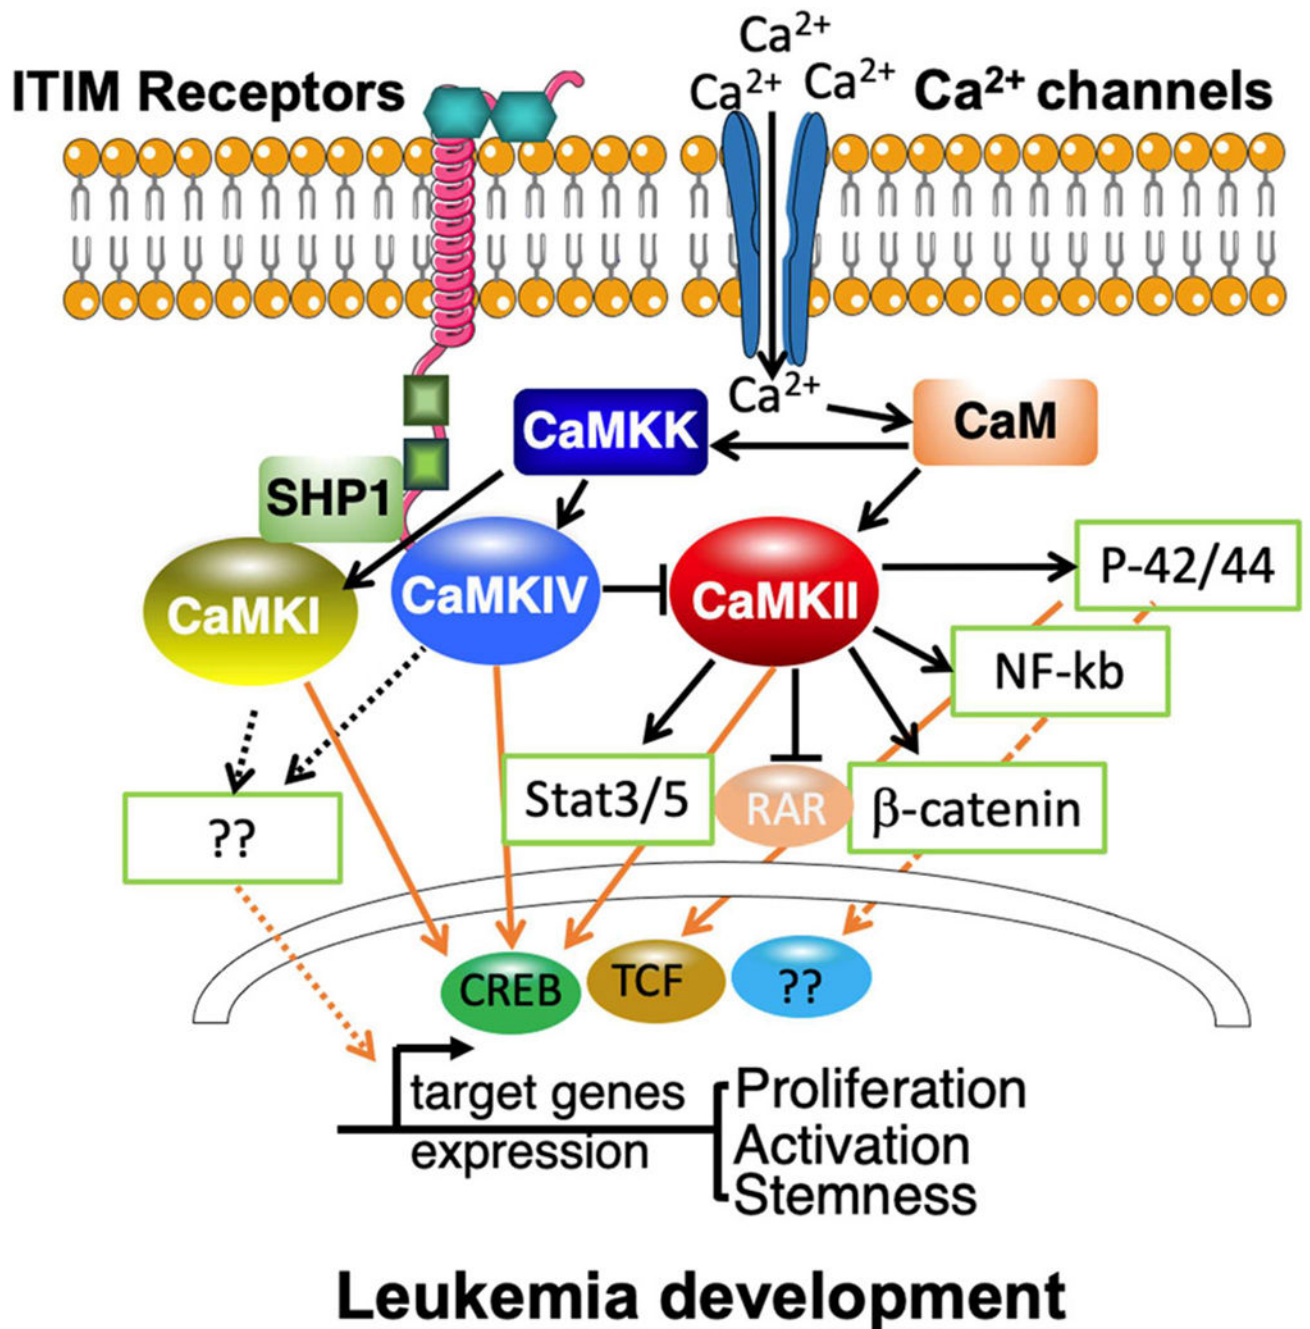 Ca²⁺
ITIM Receptors
Ca²⁺
Ca²⁺
Ca²⁺ channels
Ca²⁺
CaM
CaMKK
SHP1
P-42/44
CaMKI
CaMKIV
CaMKII
NF-kb
Stat3/5
RAR
β-catenin
??
CREB
TCF
??
target genes
expression
Proliferation
Activation
Stemness
Leukemia development